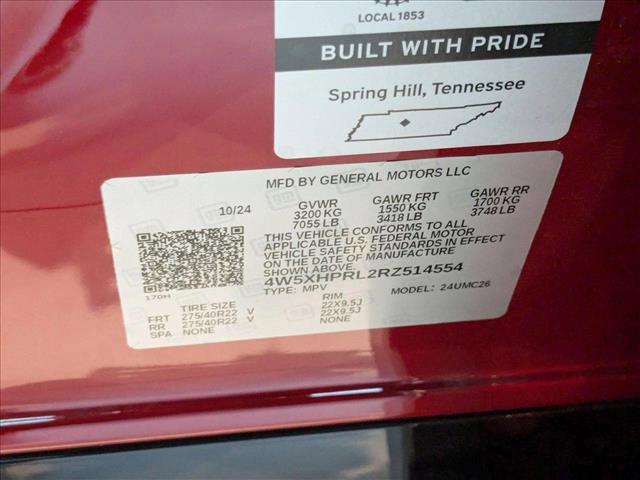 LOCAL 1853
BUILT WITH PRIDE
Spring Hill, Tennessee
MFD BY GENERAL MOTORS LLC
10/24 GVWR GAWR FRT GAWR RR
3200 KG 1550 KG 1700 KG
7055 LB 3418 LB 3748 LB
THIS VEHICLE CONFORMS TO ALL
APPLICABLE U.S. FEDERAL MOTOR
VEHICLE SAFETY STANDARDS IN EFFECT
ON THE DATE OF MANUFACTURE
SHOWN ABOVE.
4W5XHPRL2RZ514554
170H TYPE: MPV MODEL: 24UMC26
TIRE SIZE RIM
FRT 275/40R22 V 22X9.5J
RR 275/40R22 V 22X9.5J
SPA NONE NONE